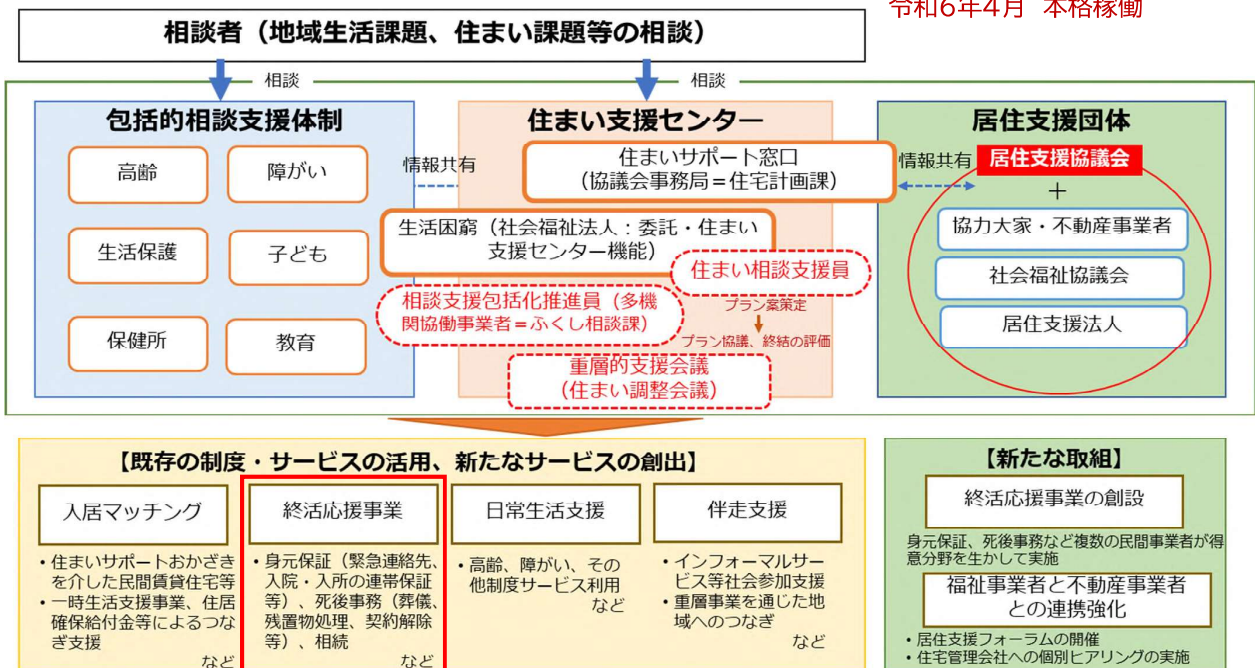 令和6年4月　本格稼働
相談者（地域生活課題、住まい課題等の相談）
相談
相談
包括的相談支援体制
高齢
障がい
生活保護
子ども
保健所
教育
情報共有
住まい支援センター
住まいサポート窓口
（協議会事務局＝住宅計画課）
生活困窮（社会福祉法人：委託・住まい
支援センター機能）
住まい相談支援員
相談支援包括化推進員（多機
関協働事業者＝ふくし相談課）
プラン案策定
プラン協議、終結の評価
重層的支援会議
（住まい調整会議）
情報共有
居住支援団体
居住支援協議会
＋
協力大家・不動産事業者
社会福祉協議会
居住支援法人
【既存の制度・サービスの活用、新たなサービスの創出】
入居マッチング
・住まいサポートおかざき
を介した民間賃貸住宅等
・一時生活支援事業、住居
確保給付金等によるつな
ぎ支援
など
終活応援事業
・身元保証（緊急連絡先、
入院・入所の連帯保証
等）、死後事務（葬儀、
残置物処理、契約解除
等）、相続
など
日常生活支援
・高齢、障がい、その
他制度サービス利用
など
伴走支援
・インフォーマルサー
ビス等社会参加支援
・重層事業を通じた地
域へのつなぎ
など
【新たな取組】
終活応援事業の創設
身元保証、死後事務など複数の民間事業者が得
意分野を生かして実施
福祉事業者と不動産事業者
との連携強化
・居住支援フォーラムの開催
・住宅管理会社への個別ヒアリングの実施